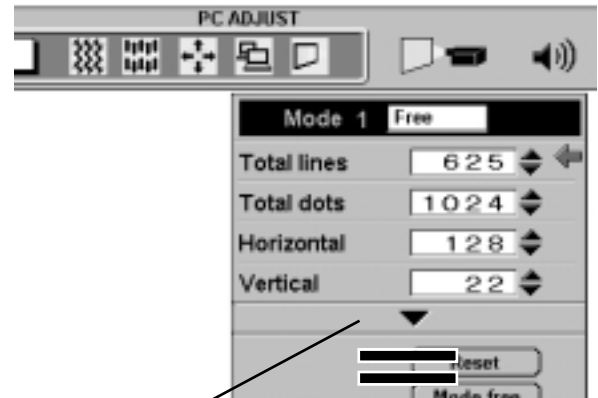 PC ADJUST
Mode 1 Free
Total lines 625
Total dots 1024
Horizontal 128
Vertical 22
Reset
Mode free